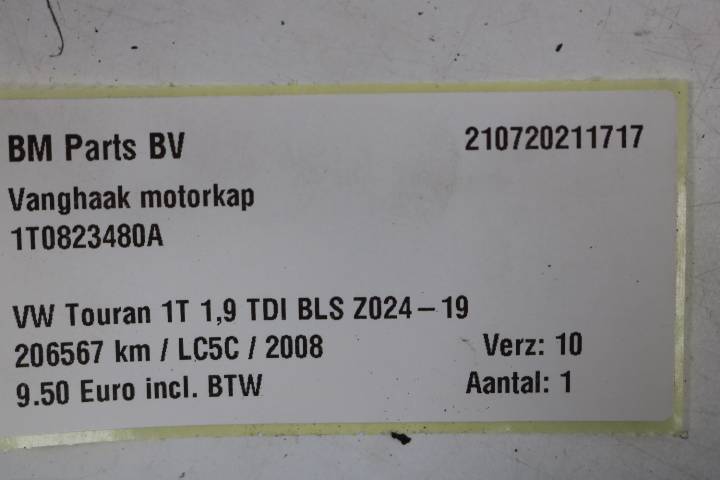 BM Parts BV 210720211717
Vanghaak motorkap
1T0823480A
VW Touran 1T 1,9 TDI BLS Z024-19
206567 km / LC5C / 2008 Verz: 10
9.50 Euro incl. BTW Aantal: 1